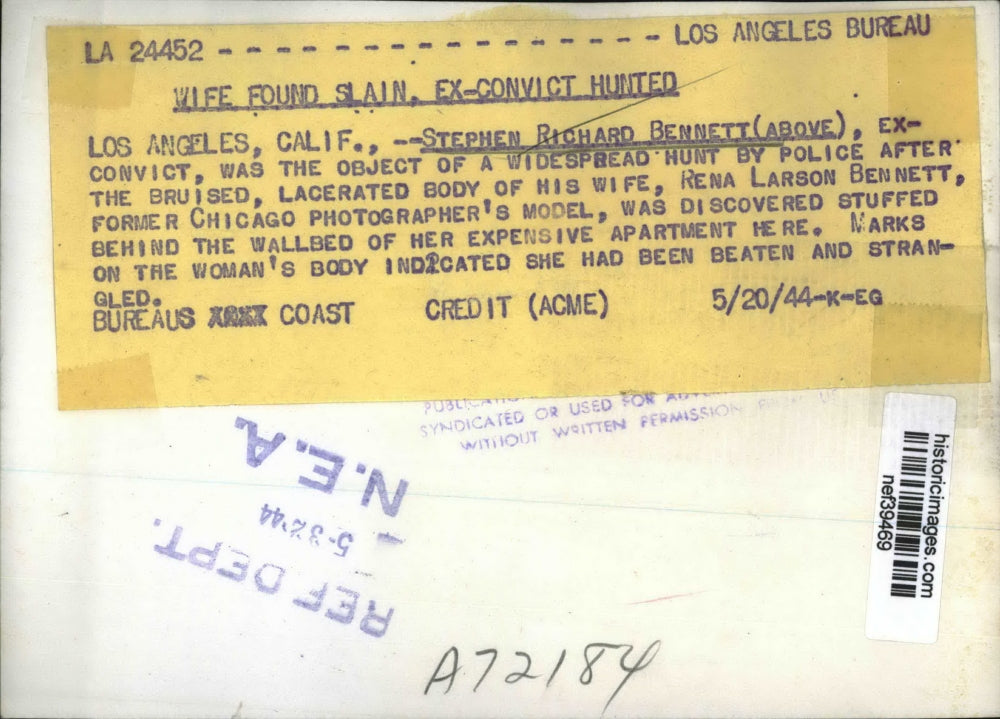 LA 24452 - - - - - - - - - - - - - - - - - - - LOS ANGELES BUREAU
WIFE FOUND SLAIN, EX-CONVICT HUNTED
LOS ANGELES, CALIF., --STEPHEN RICHARD BENNETT(ABOVE), EX-
CONVICT, WAS THE OBJECT OF A WIDESPREAD HUNT BY POLICE AFTER
THE BRUISED, LACERATED BODY OF HIS WIFE, RENA LARSON BENNETT,
FORMER CHICAGO PHOTOGRAPHER'S MODEL, WAS DISCOVERED STUFFED
BEHIND THE WALLBED OF HER EXPENSIVE APARTMENT HERE. MARKS
ON THE WOMAN'S BODY INDICATED SHE HAD BEEN BEATEN AND STRAN-
GLED.
BUREAUS XXXX COAST CREDIT (ACME) 5/20/44-K-EG
SYNDICATED OR USED FOR
WITHOUT WRITTEN PERMISSION
N.E.A.
REF DEPT.
historicimages.com
nef39469
A72184